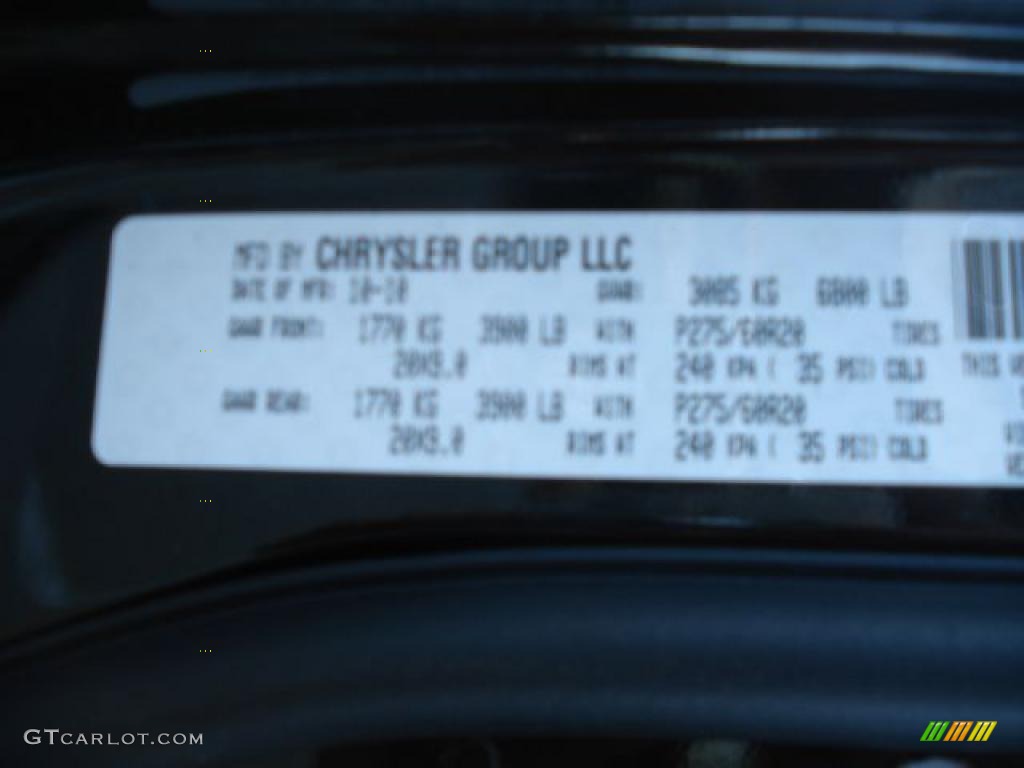 MFD BY CHRYSLER GROUP LLC
DATE OF MFR: 10-10 GVWR: 3085 KG 6800 LB
GAWR FRONT: 1770 KG 3900 LB WITH P275/60R20 TIRES
20X9.0 RIMS AT 240 KPA ( 35 PSI) COLD
GAWR REAR: 1770 KG 3900 LB WITH P275/60R20 TIRES
20X9.0 RIMS AT 240 KPA ( 35 PSI) COLD
THIS
GTCARLOT.COM